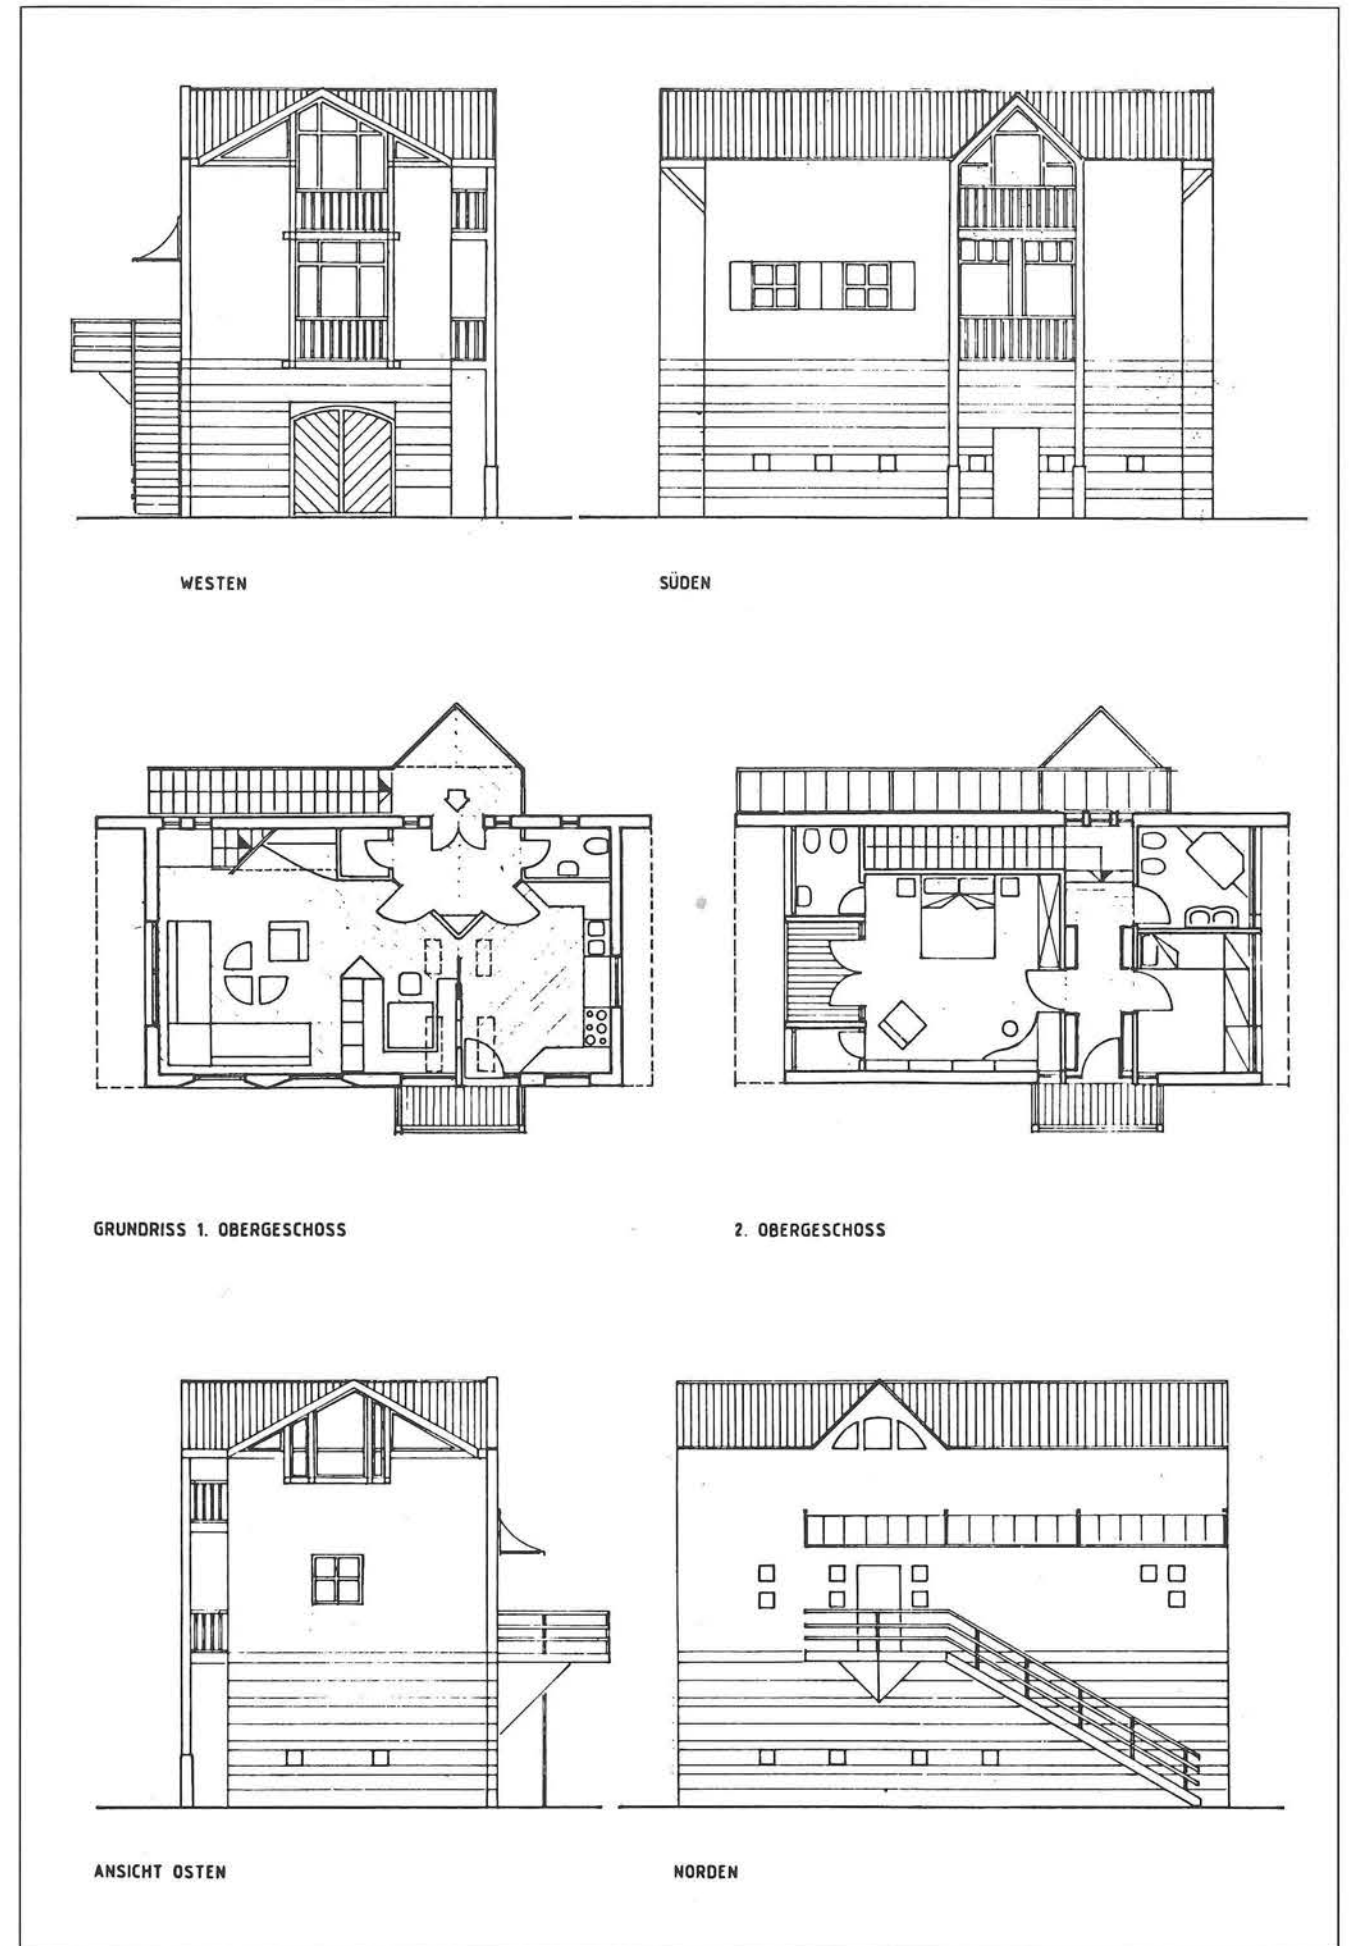 WESTEN
SÜDEN
GRUNDRISS 1. OBERGESCHOSS
2. OBERGESCHOSS
ANSICHT OSTEN
NORDEN